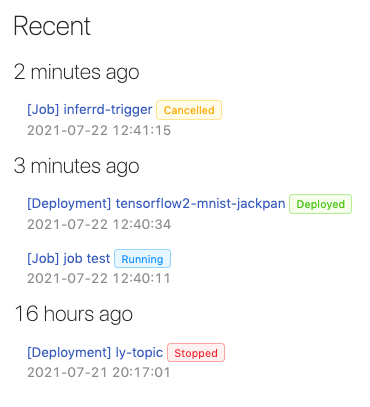 Recent
2 minutes ago
[Job] inferrd-trigger Cancelled
2021-07-22 12:41:15
3 minutes ago
[Deployment] tensorflow2-mnist-jackpan Deployed
2021-07-22 12:40:34
[Job] job test Running
2021-07-22 12:40:11
16 hours ago
[Deployment] ly-topic Stopped
2021-07-21 20:17:01